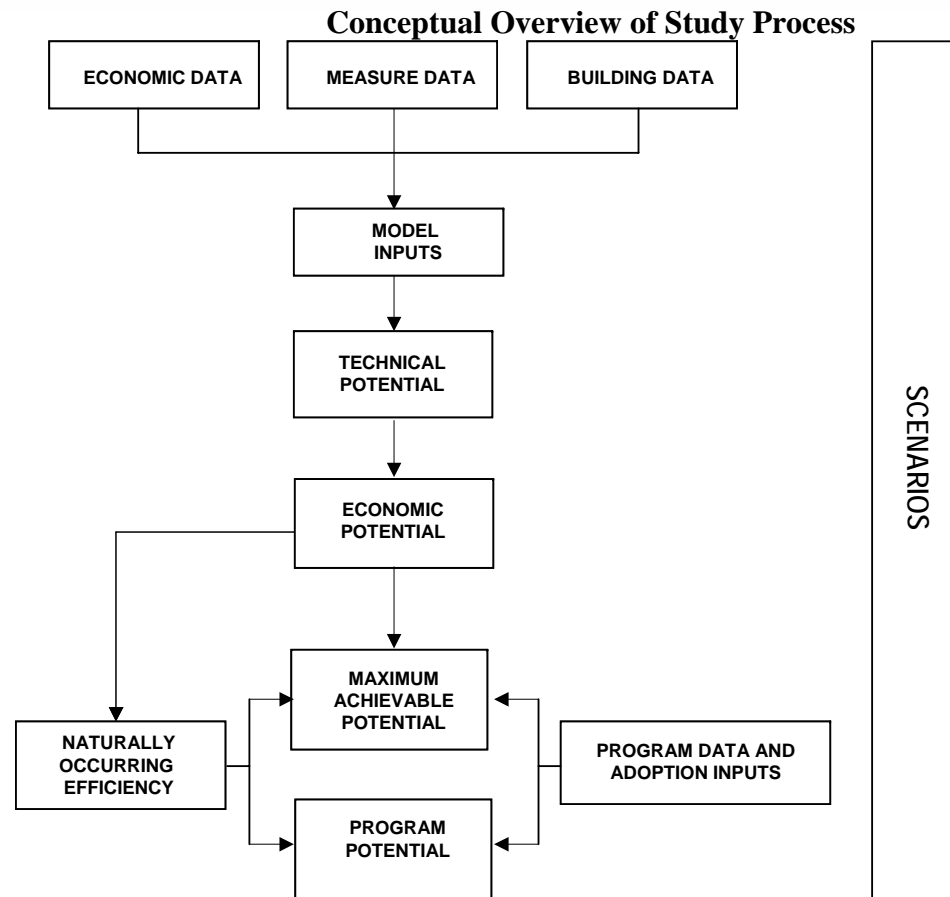 Conceptual Overview of Study Process
ECONOMIC DATA
MEASURE DATA
BUILDING DATA
MODEL
INPUTS
TECHNICAL
POTENTIAL
ECONOMIC
POTENTIAL
MAXIMUM
ACHIEVABLE
POTENTIAL
NATURALLY
OCCURRING
EFFICIENCY
PROGRAM DATA AND
ADOPTION INPUTS
PROGRAM
POTENTIAL
SCENARIOS